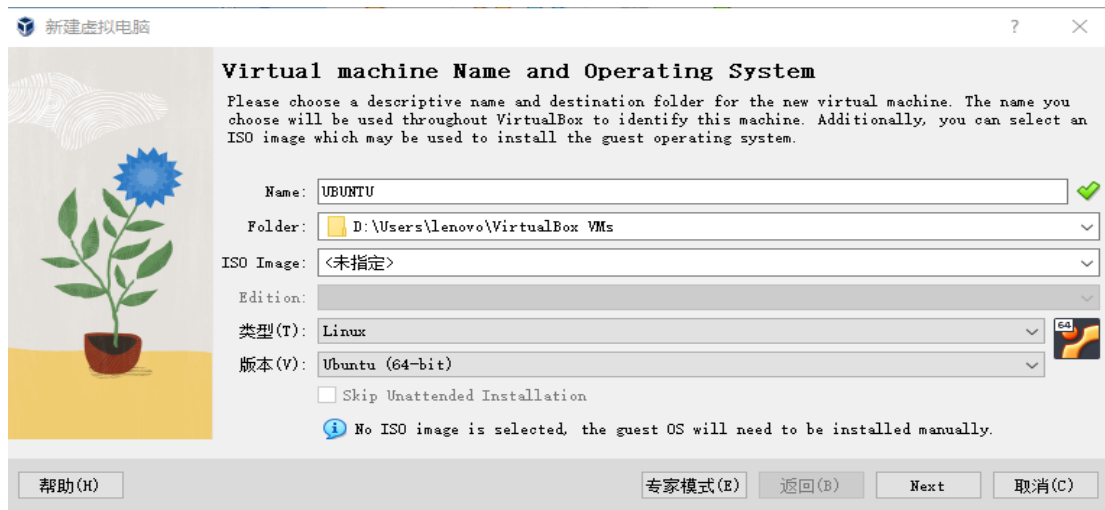 新建虚拟电脑
?
Virtual machine Name and Operating System
Please choose a descriptive name and destination folder for the new virtual machine. The name you
choose will be used throughout VirtualBox to identify this machine. Additionally, you can select an
ISO image which may be used to install the guest operating system.
Name: UBUNTU
Folder: D:\Users\lenovo\VirtualBox VMs
ISO Image: <未指定>
Edition:
类型(T): Linux
64
版本(V): Ubuntu (64-bit)
Skip Unattended Installation
No ISO image is selected, the guest OS will need to be installed manually.
帮助(H) 专家模式(E) 返回(B) Next 取消(C)